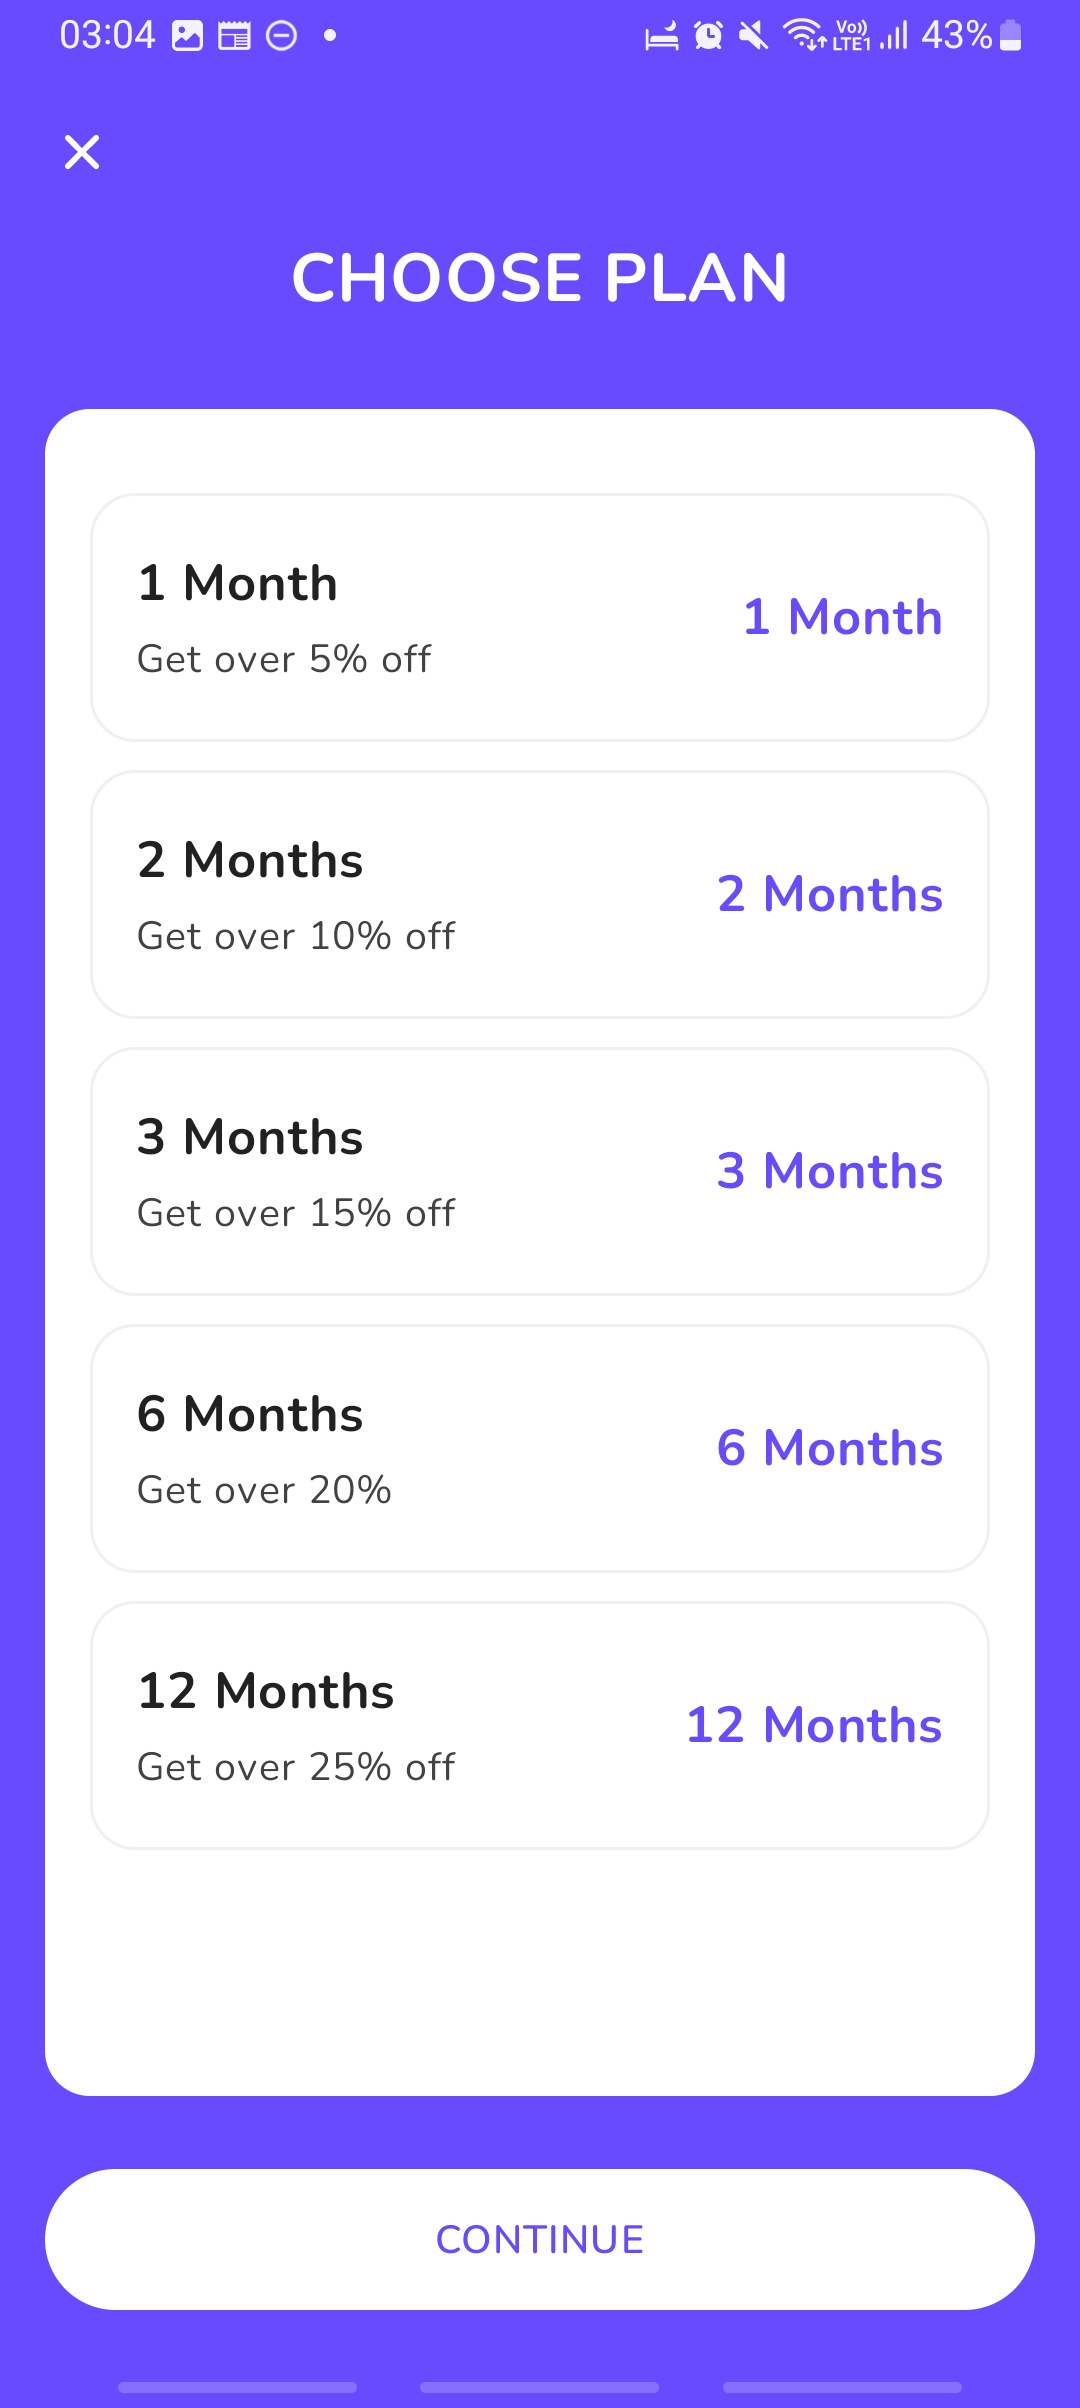 03:04
Vo)) LTE1 43%
CHOOSE PLAN
1 Month
Get over 5% off
1 Month
2 Months
Get over 10% off
2 Months
3 Months
Get over 15% off
3 Months
6 Months
Get over 20%
6 Months
12 Months
Get over 25% off
12 Months
CONTINUE